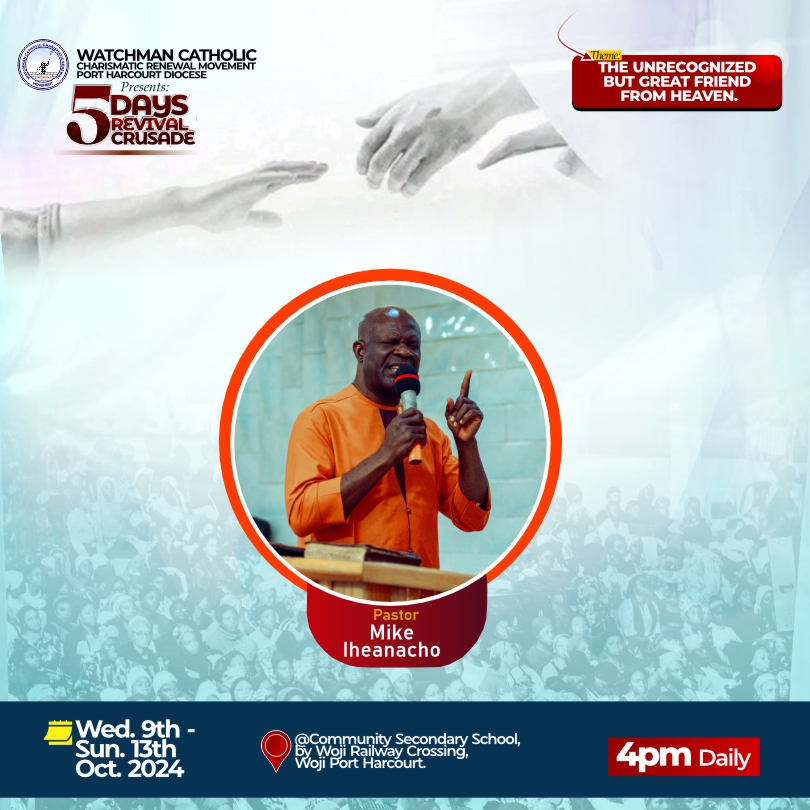 WATCHMAN CATHOLIC
CHARISMATIC RENEWAL MOVEMENT
PORT HARCOURT DIOCESE
Presents:
5 DAYS
REVIVAL
CRUSADE
Theme:
THE UNRECOGNIZED
BUT GREAT FRIEND
FROM HEAVEN.
Pastor
Mike
Iheanacho
Wed. 9th -
Sun. 13th
Oct. 2024
@Community Secondary School,
by Woji Railway Crossing,
Woji Port Harcourt.
4pm Daily